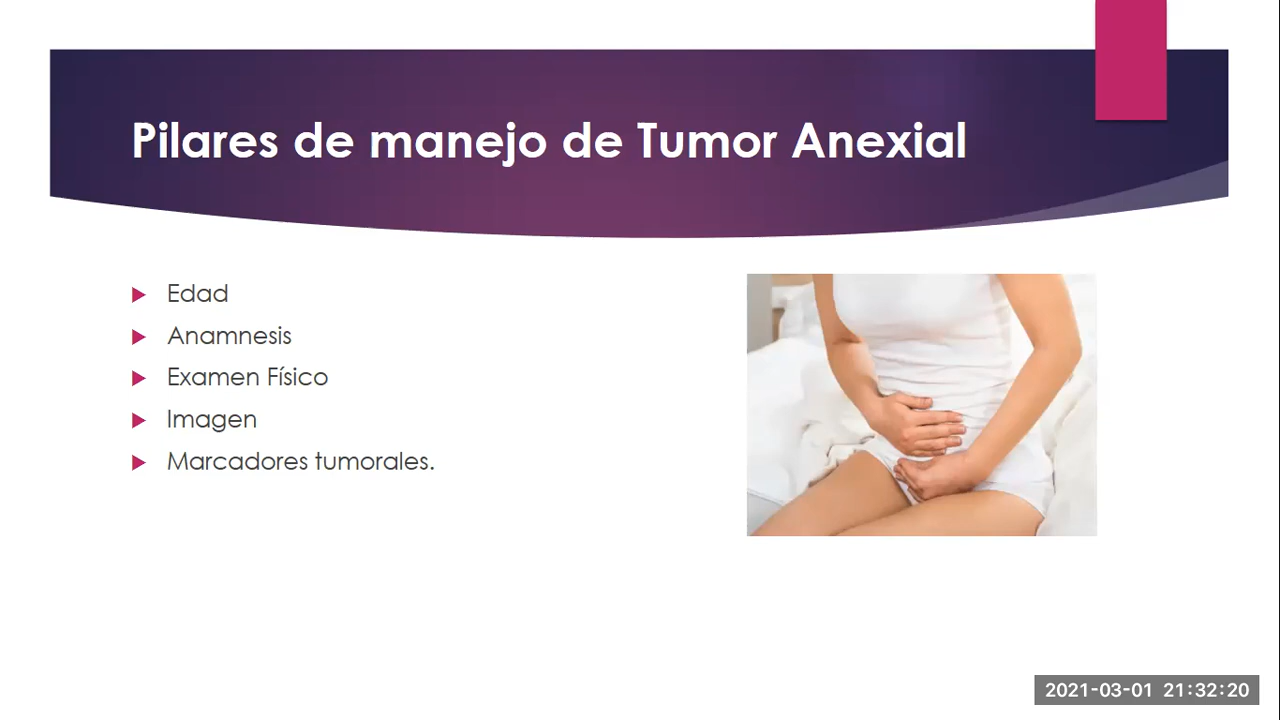 Pilares de manejo de Tumor Anexial
Edad
Anamnesis
Examen Físico
Imagen
Marcadores tumorales.
2021-03-01 21:32:20